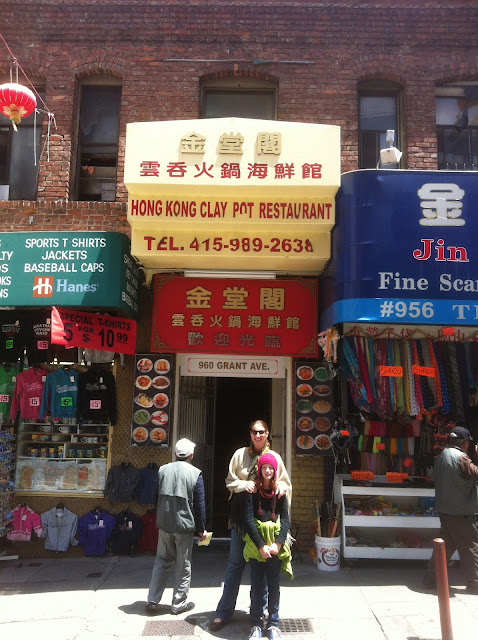 金堂閣
雲吞火鍋海鮮館
HONG KONG CLAY POT RESTAURANT
TEL. 415-989-2638
金堂閣
雲吞火鍋海鮮館
歡迎光臨
960 GRANT AVE.
SPORTS T SHIRTS
JACKETS
BASEBALL CAPS
H Hanes
T-SHIRTS
$10.99
金
Jin
Fine Scar
#956